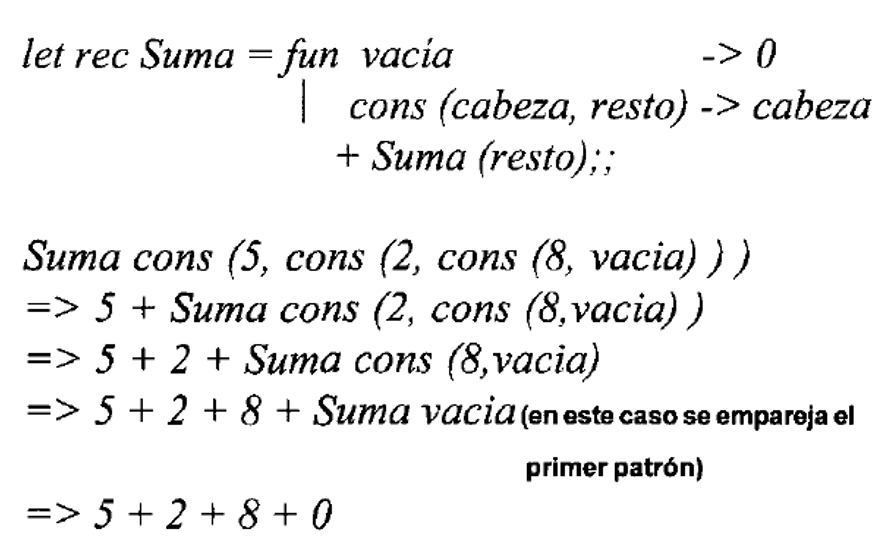 let rec Suma = fun vacía -> 0
| cons (cabeza, resto) -> cabeza
+ Suma (resto);;
Suma cons (5, cons (2, cons (8, vacia) ) )
=> 5 + Suma cons (2, cons (8,vacia) )
=> 5 + 2 + Suma cons (8,vacia)
=> 5 + 2 + 8 + Suma vacia (en este caso se empareja el
primer patrón)
=> 5 + 2 + 8 + 0